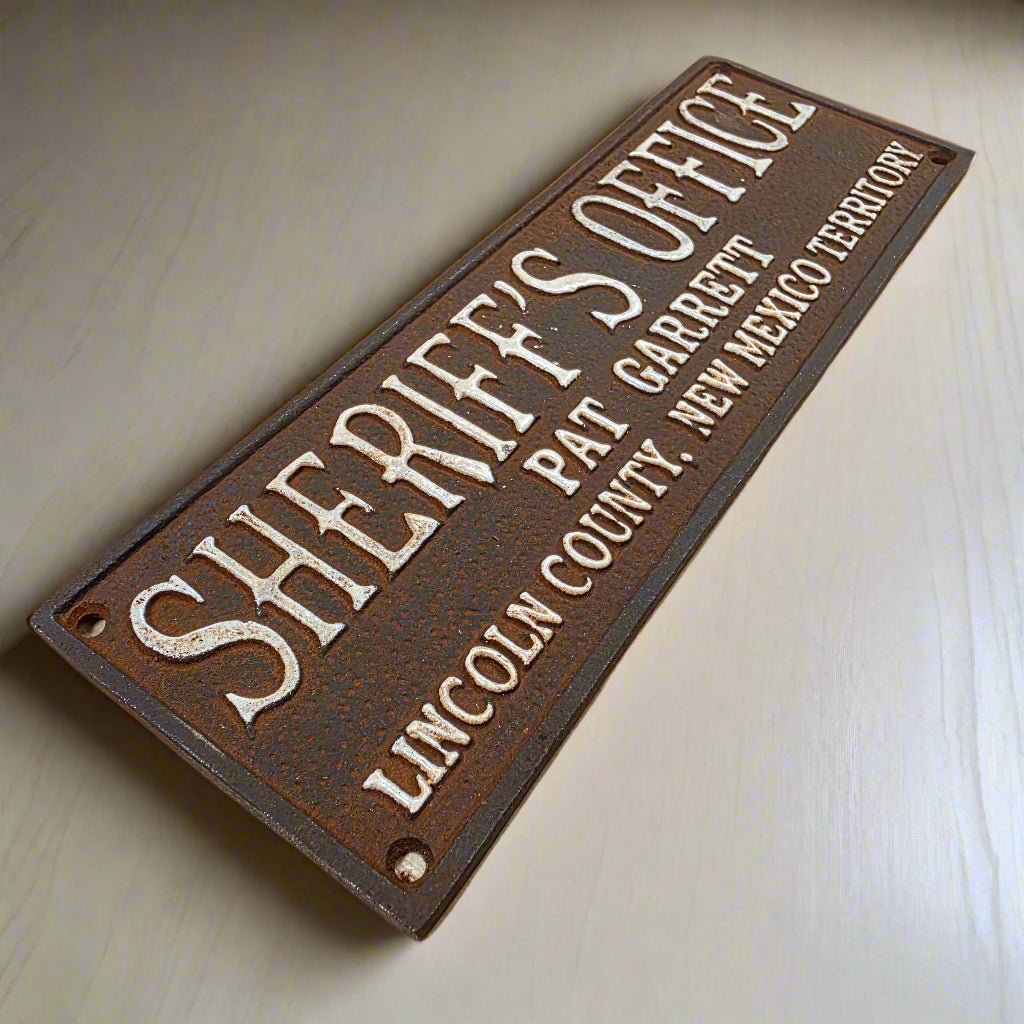 SHERIFF'S OFFICE
PAT GARRETT
LINCOLN COUNTY, NEW MEXICO TERRITORY